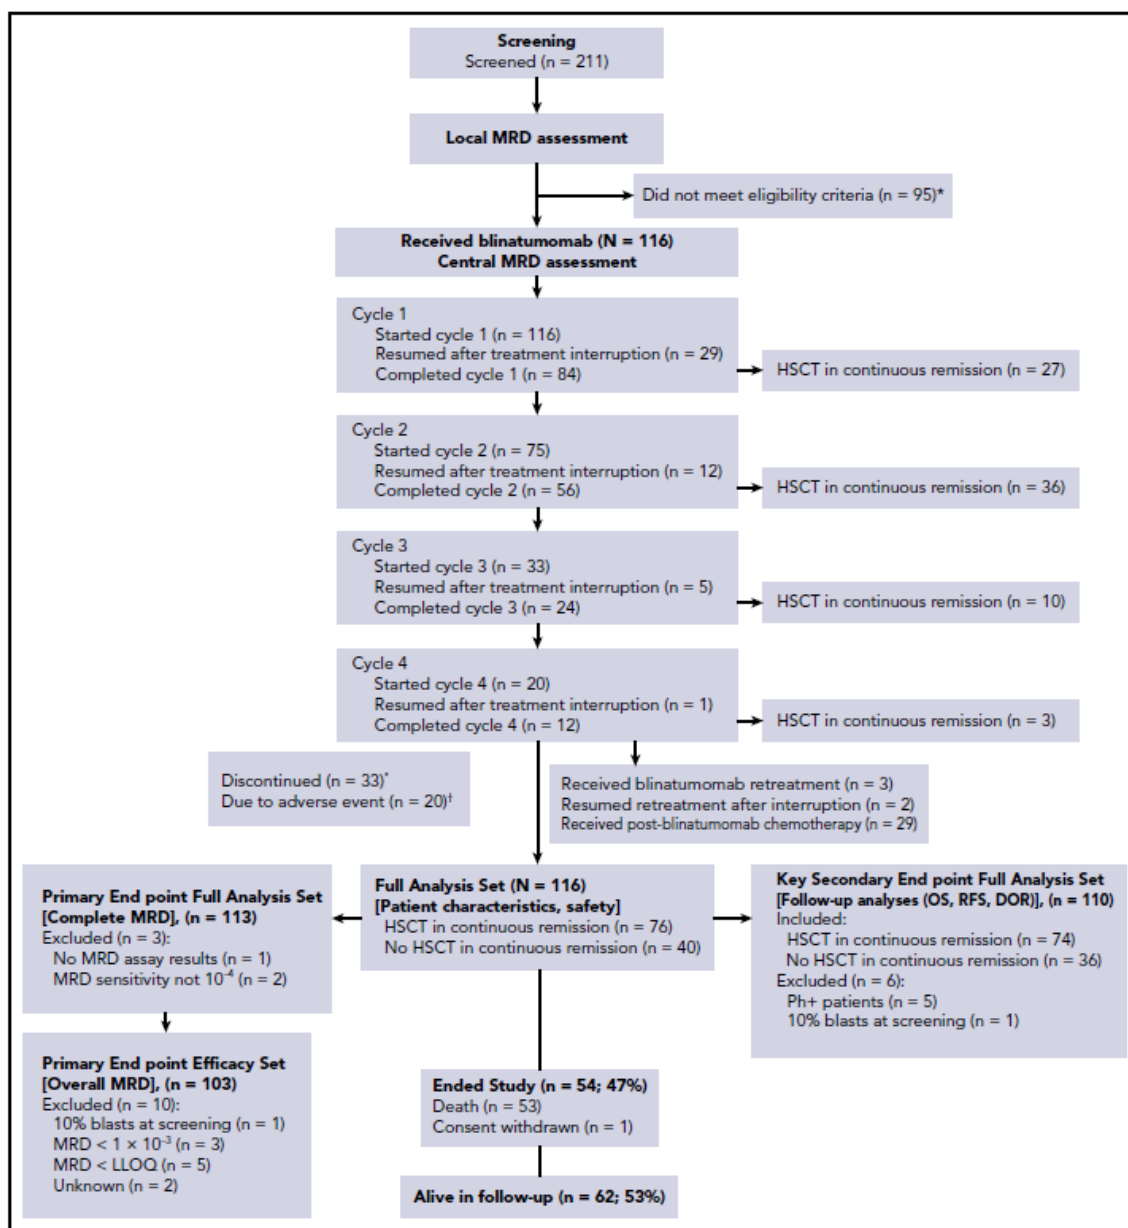 Screening
Screened (n = 211)
Local MRD assessment
Did not meet eligibility criteria (n = 95)*
Received blinatumomab (N = 116)
Central MRD assessment
Cycle 1
Started cycle 1 (n = 116)
Resumed after treatment interruption (n = 29)
Completed cycle 1 (n = 84)
HSCT in continuous remission (n = 27)
Cycle 2
Started cycle 2 (n = 75)
Resumed after treatment interruption (n = 12)
Completed cycle 2 (n = 56)
HSCT in continuous remission (n = 36)
Cycle 3
Started cycle 3 (n = 33)
Resumed after treatment interruption (n = 5)
Completed cycle 3 (n = 24)
HSCT in continuous remission (n = 10)
Cycle 4
Started cycle 4 (n = 20)
Resumed after treatment interruption (n = 1)
Completed cycle 4 (n = 12)
HSCT in continuous remission (n = 3)
Discontinued (n = 33)*
Due to adverse event (n = 20)†
Received blinatumomab retreatment (n = 3)
Resumed retreatment after interruption (n = 2)
Received post-blinatumomab chemotherapy (n = 29)
Primary End point Full Analysis Set
[Complete MRD], (n = 113)
Excluded (n = 3):
No MRD assay results (n = 1)
MRD sensitivity not 10⁻⁴ (n = 2)
Full Analysis Set (N = 116)
[Patient characteristics, safety]
HSCT in continuous remission (n = 76)
No HSCT in continuous remission (n = 40)
Key Secondary End point Full Analysis Set
[Follow-up analyses (OS, RFS, DOR)], (n = 110)
Included:
HSCT in continuous remission (n = 74)
No HSCT in continuous remission (n = 36)
Excluded (n = 6):
Ph+ patients (n = 5)
10% blasts at screening (n = 1)
Primary End point Efficacy Set
[Overall MRD], (n = 103)
Excluded (n = 10):
10% blasts at screening (n = 1)
MRD < 1 × 10⁻³ (n = 3)
MRD < LLOQ (n = 5)
Unknown (n = 2)
Ended Study (n = 54; 47%)
Death (n = 53)
Consent withdrawn (n = 1)
Alive in follow-up (n = 62; 53%)